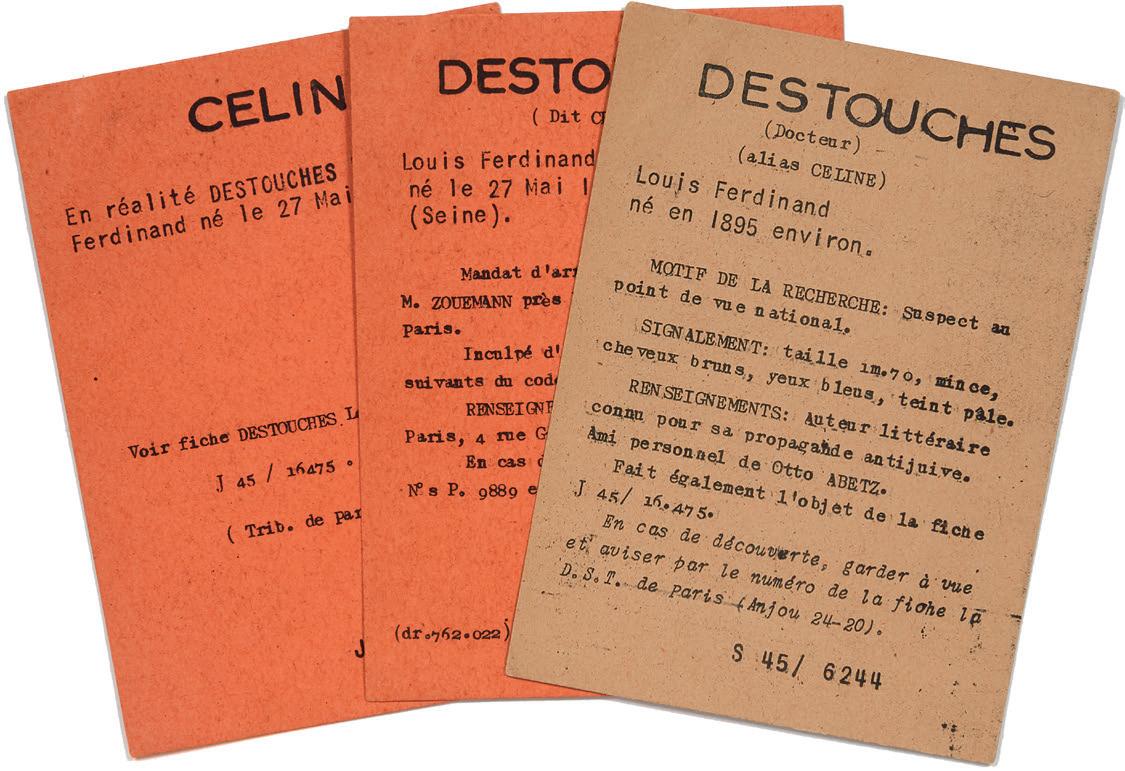 CELIN
En réalité DESTOUCHES
Ferdinand né le 27 Mai
Voir fiche DESTOUCHES.
J 45 / 16475 .
( Trib. de par
J
DESTO
( Dit
Louis Ferdinand
né le 27 Mai
(Seine).
Mandat d'arr
M. ZOUEMANN près
paris.
Inculpé d'
suivants du code
RENSEIGNE
Paris, 4 rue G
En cas d
N° s P. 9889 e
(dr.762.022)
DESTOUCHES
(Docteur)
(alias CELINE)
Louis Ferdinand
né en 1895 environ.
MOTIF DE LA RECHERCHE: Suspect au
point de vue national.
SIGNALEMENT: taille 1m.70, mince,
cheveux bruns, yeux bleus, teint pâle.
RENSEIGNEMENTS: Auteur littéraire
connu pour sa propagande antijuive.
Ami personnel de Otto ABETZ.
Fait également l'objet de la fiche
J 45/ 16.475.
En cas de découverte, garder à vue
et aviser par le numéro de la fiche la
D.S.T. de Paris (Anjou 24-20).
S 45/ 6244